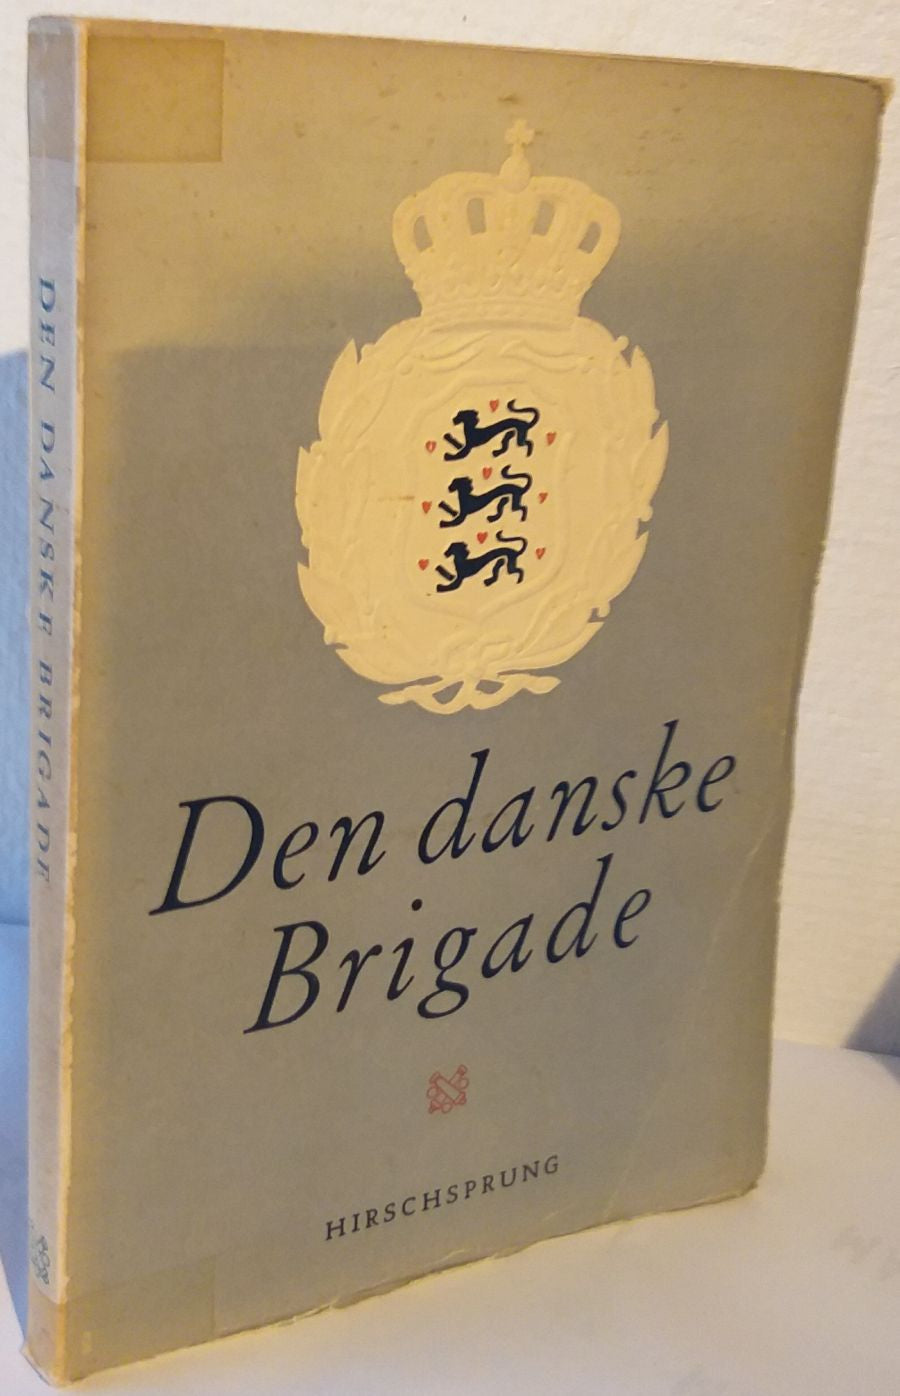 DEN DANSKE BRIGADE
Den danske
Brigade
HIRSCHSPRUNG